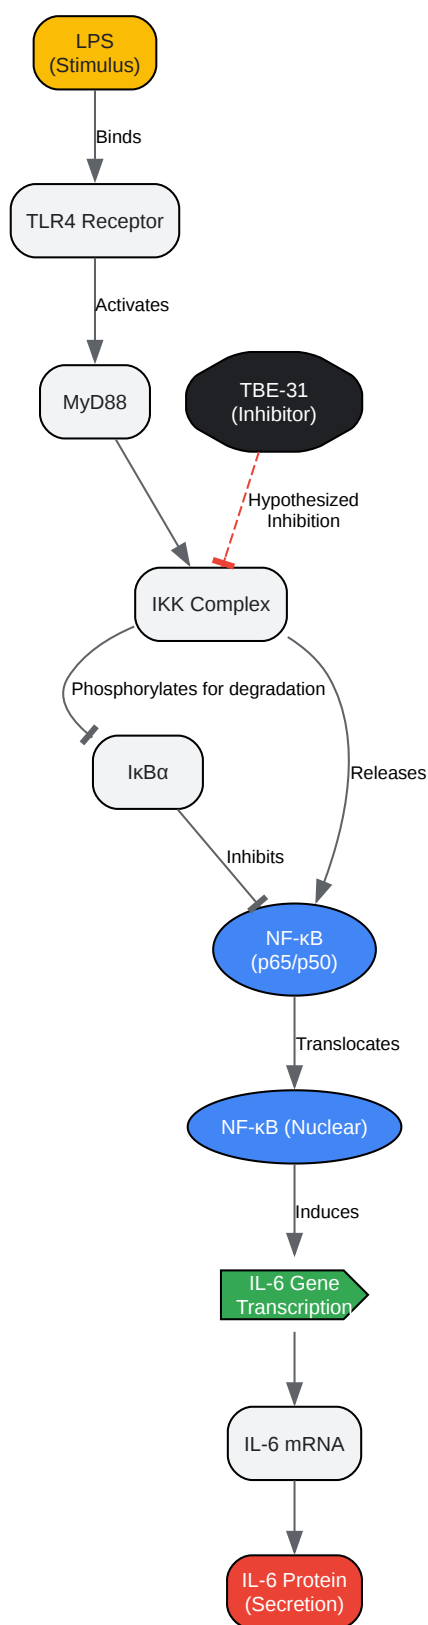 LPS
(Stimulus)
Binds
TLR4 Receptor
Activates
MyD88
TBE-31
(Inhibitor)
Hypothesized
Inhibition
IKK Complex
Phosphorylates for degradation
IκBα
Releases
Inhibits
NF-κB
(p65/p50)
Translocates
NF-κB (Nuclear)
Induces
IL-6 Gene
Transcription
IL-6 mRNA
IL-6 Protein
(Secretion)